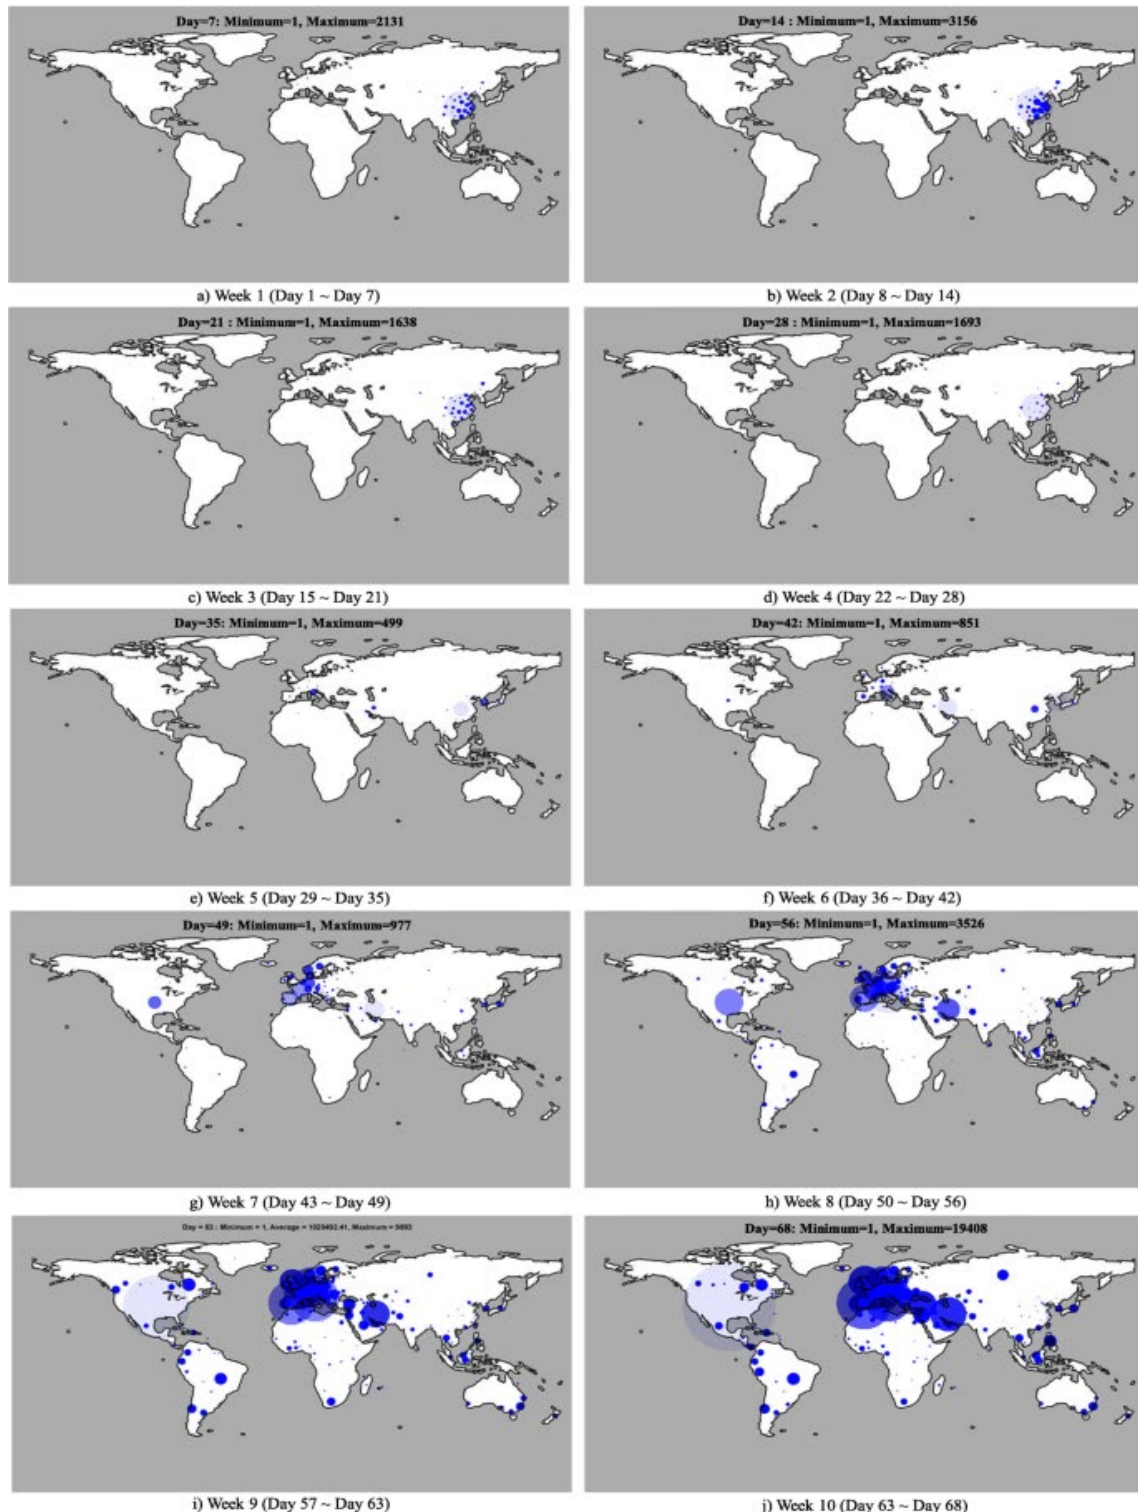 Day=7: Minimum=1, Maximum=2131
Day=14 : Minimum=1, Maximum=3156
a) Week 1 (Day 1 ~ Day 7)
b) Week 2 (Day 8 ~ Day 14)
Day=21 : Minimum=1, Maximum=1638
Day=28 : Minimum=1, Maximum=1693
c) Week 3 (Day 15 ~ Day 21)
d) Week 4 (Day 22 ~ Day 28)
Day=35: Minimum=1, Maximum=499
Day=42: Minimum=1, Maximum=851
e) Week 5 (Day 29 ~ Day 35)
f) Week 6 (Day 36 ~ Day 42)
Day=49: Minimum=1, Maximum=977
Day=56: Minimum=1, Maximum=3526
g) Week 7 (Day 43 ~ Day 49)
h) Week 8 (Day 50 ~ Day 56)
Day = 63 : Minimum = 1, Average = Maximum =
Day=68: Minimum=1, Maximum=19408
i) Week 9 (Day 57 ~ Day 63)
j) Week 10 (Day 63 ~ Day 68)